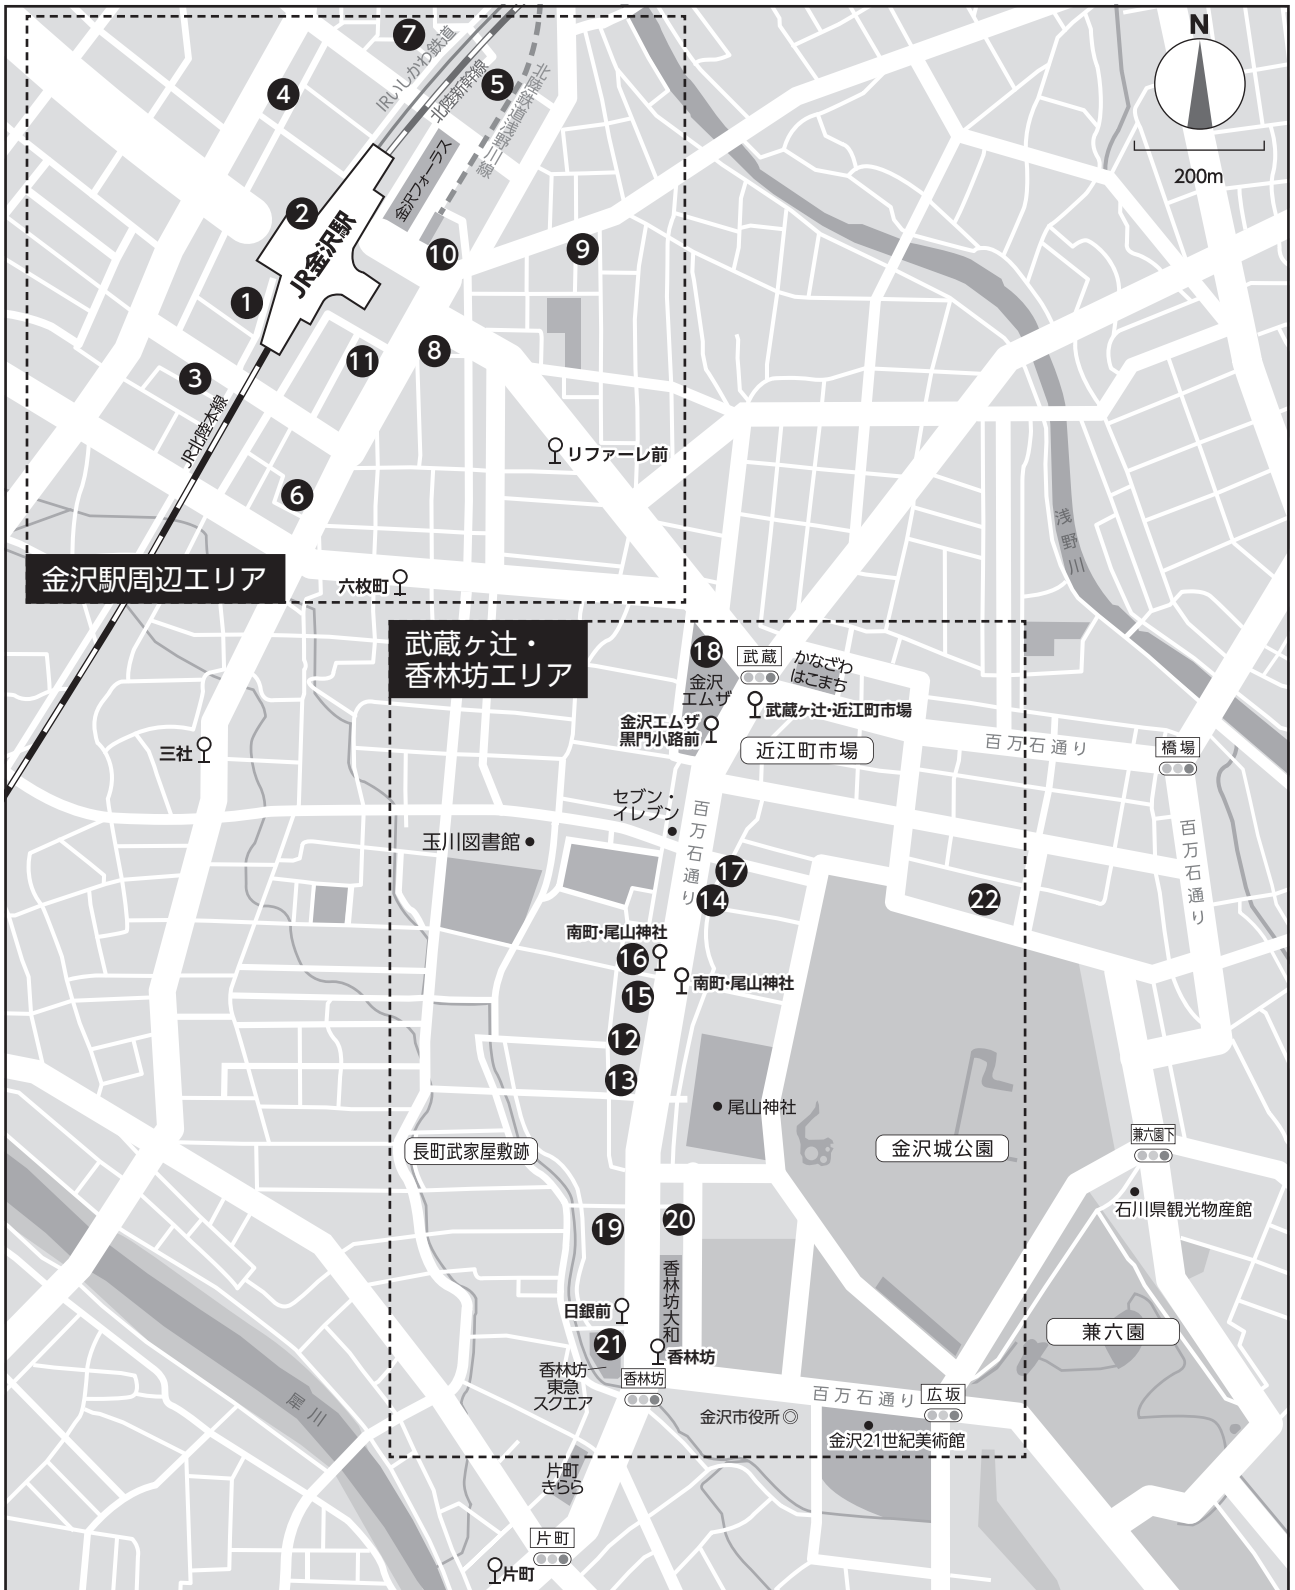 N
200m
7
JRいしかわ鉄道
北陸新幹線
5
北陸鉄道浅野川線
4
金沢フォーラス
2
JR金沢駅
10
9
1
11
8
3
JR北陸本線
リファーレ前
6
浅野川
金沢駅周辺エリア
六枚町
武蔵ヶ辻・
香林坊エリア
18
金沢
エムザ
武蔵
かなざわ
はこまち
武蔵ヶ辻・近江町市場
金沢エムザ
黒門小路前
近江町市場
百万石通り
橋場
三社
セブン・
イレブン
百万石通り
百万石通り
玉川図書館
17
14
22
南町・尾山神社
16
南町・尾山神社
15
12
13
尾山神社
長町武家屋敷跡
金沢城公園
兼六園下
石川県観光物産館
19
20
香林坊大和
日銀前
21
香林坊
兼六園
香林坊
東急
スクエア
香林坊
百万石通り
広坂
金沢市役所
金沢21世紀美術館
犀川
片町
きらら
片町
片町